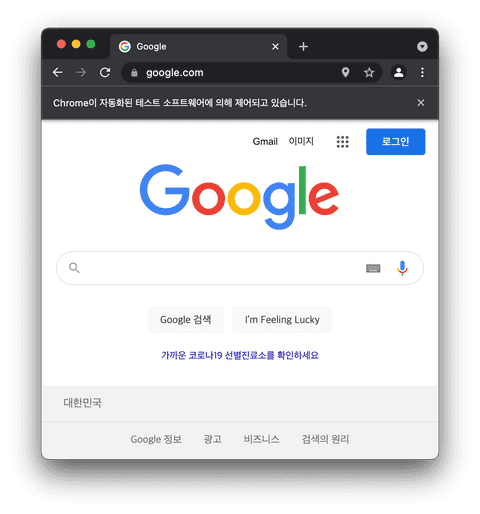 Google
google.com
Chrome이 자동화된 테스트 소프트웨어에 의해 제어되고 있습니다.
Gmail 이미지 로그인
Google
Google 검색 I'm Feeling Lucky
가까운 코로나19 선별진료소를 확인하세요
대한민국
Google 정보 광고 비즈니스 검색의 원리